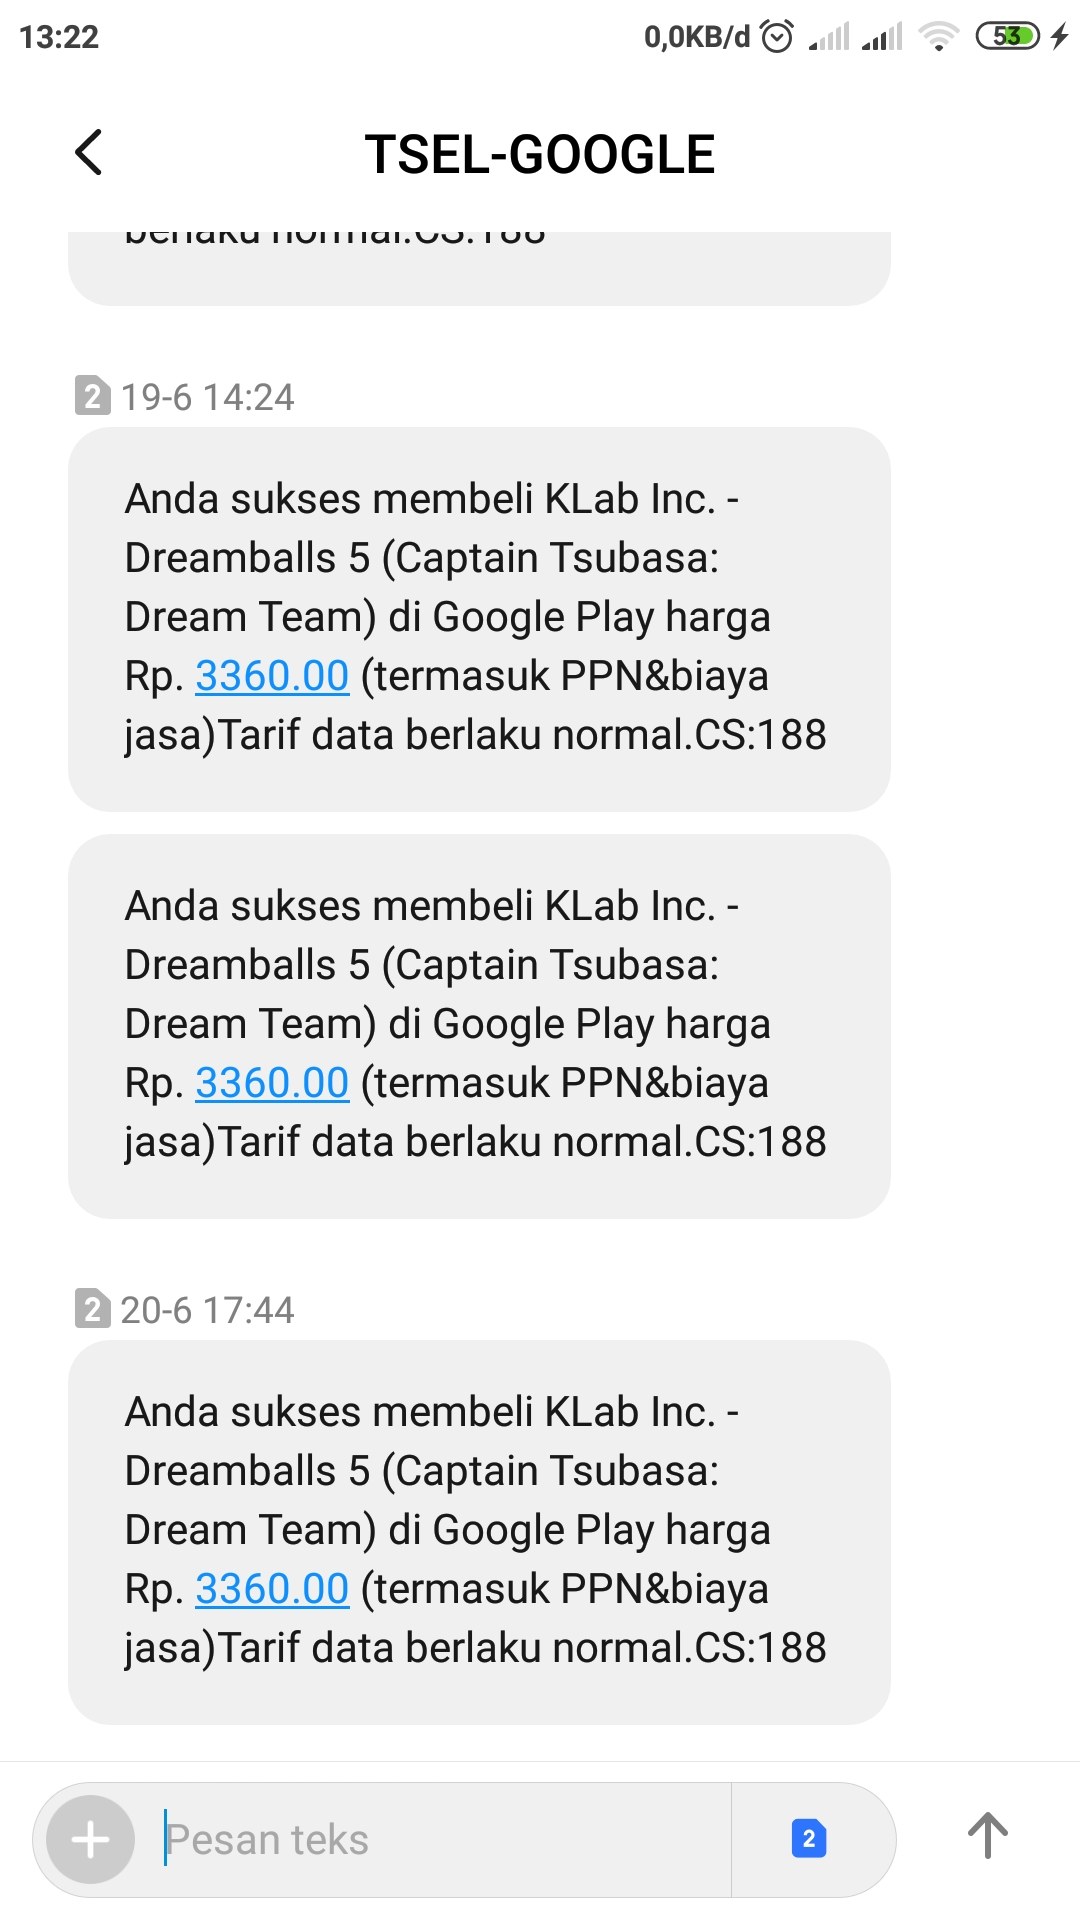 13:22
0,0KB/d
53
TSEL-GOOGLE
berlaku normal.CS:188
2 19-6 14:24
Anda sukses membeli KLab Inc. -
Dreamballs 5 (Captain Tsubasa:
Dream Team) di Google Play harga
Rp. 3360.00 (termasuk PPN&biaya
jasa)Tarif data berlaku normal.CS:188
Anda sukses membeli KLab Inc. -
Dreamballs 5 (Captain Tsubasa:
Dream Team) di Google Play harga
Rp. 3360.00 (termasuk PPN&biaya
jasa)Tarif data berlaku normal.CS:188
2 20-6 17:44
Anda sukses membeli KLab Inc. -
Dreamballs 5 (Captain Tsubasa:
Dream Team) di Google Play harga
Rp. 3360.00 (termasuk PPN&biaya
jasa)Tarif data berlaku normal.CS:188
Pesan teks
2